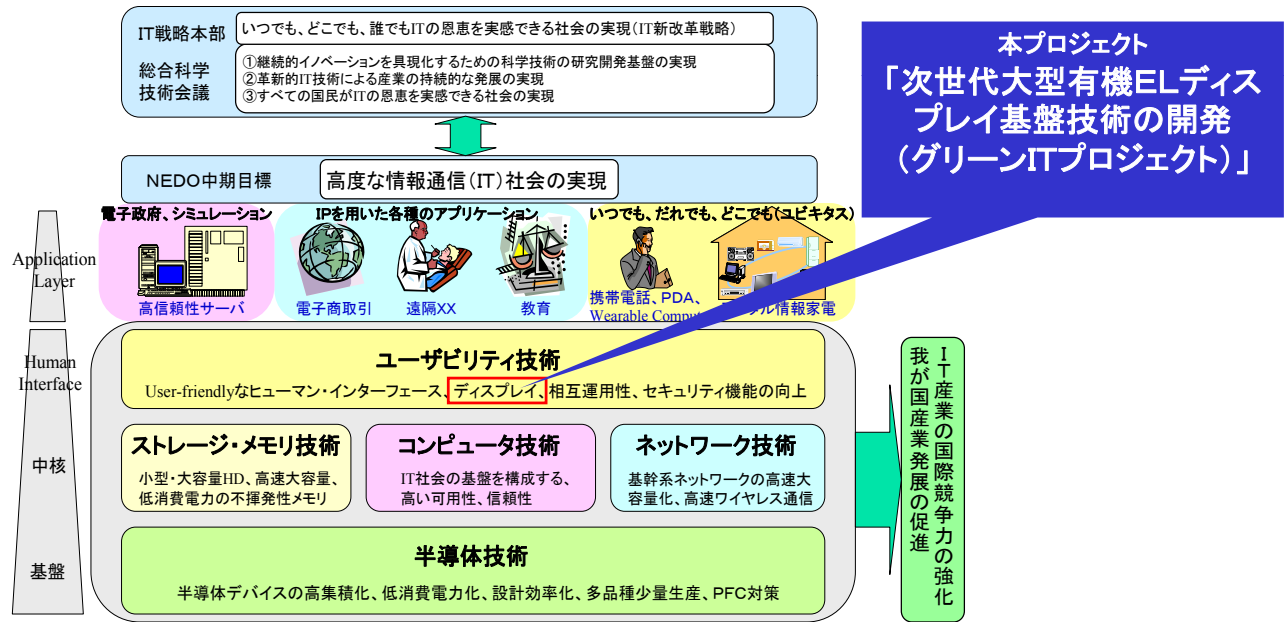 IT戦略本部
いつでも、どこでも、誰でもITの恩恵を実感できる社会の実現(IT新改革戦略)
総合科学
技術会議
①継続的イノベーションを具現化するための科学技術の研究開発基盤の実現
②革新的IT技術による産業の持続的な発展の実現
③すべての国民がITの恩恵を実感できる社会の実現
本プロジェクト
「次世代大型有機ELディス
プレイ基盤技術の開発
(グリーンITプロジェクト)」
NEDO中期目標
高度な情報通信(IT)社会の実現
電子政府、シミュレーション
IPを用いた各種のアプリケーション
いつでも、だれでも、どこでも(ユビキタス)
Application
Layer
高信頼性サーバ
電子商取引
遠隔XX
教育
携帯電話、PDA、
Wearable Comput
ル情報家電
Human
Interface
ユーザビリティ技術
User-friendlyなヒューマン・インターフェース、ディスプレイ、相互運用性、セキュリティ機能の向上
中核
ストレージ・メモリ技術
小型・大容量HD、高速大容量、
低消費電力の不揮発性メモリ
コンピュータ技術
IT社会の基盤を構成する、
高い可用性、信頼性
ネットワーク技術
基幹系ネットワークの高速大
容量化、高速ワイヤレス通信
基盤
半導体技術
半導体デバイスの高集積化、低消費電力化、設計効率化、多品種少量生産、PFC対策
IT産業の国際競争力の強化
我が国産業発展の促進